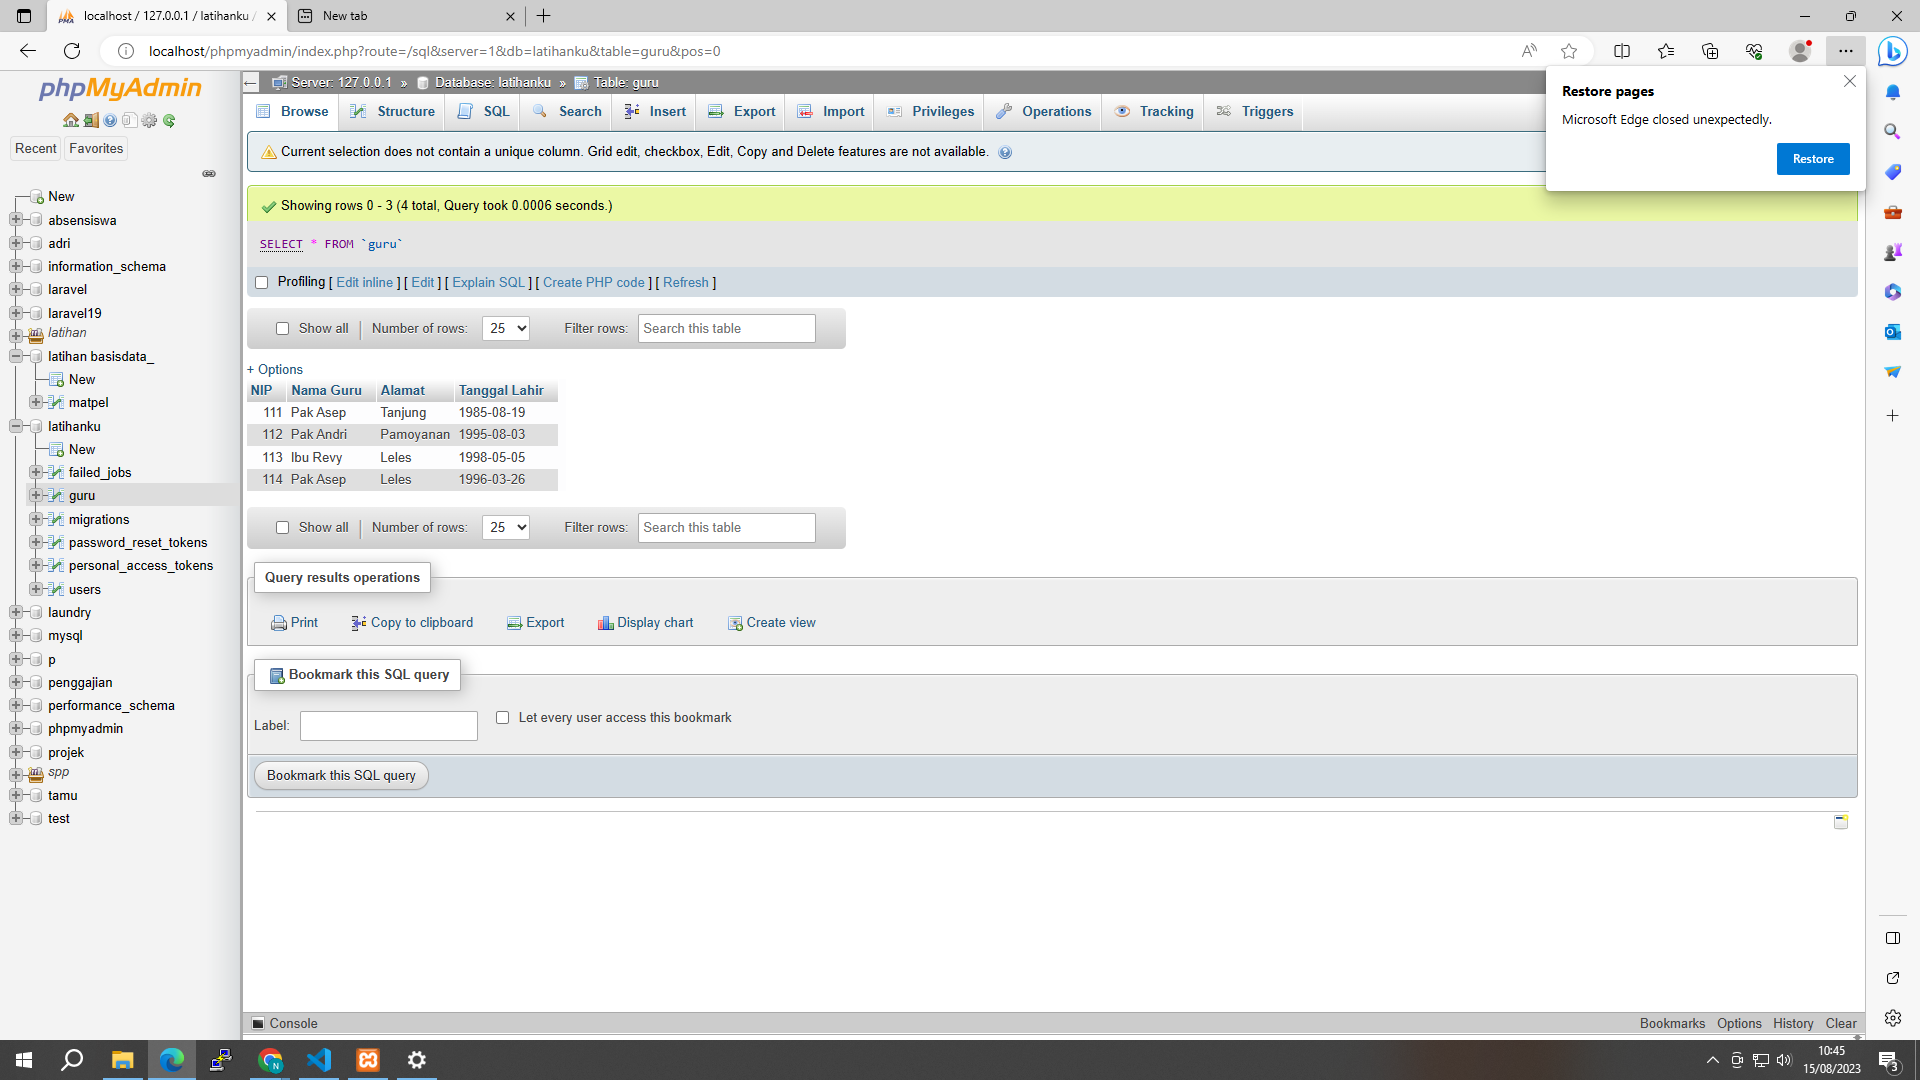 localhost / 127.0.0.1 / latihanku /
New tab
localhost/phpmyadmin/index.php?route=/sql&server=1&db=latihanku&table=guru&pos=0
phpMyAdmin
Recent
Favorites
New
absensiswa
adri
information_schema
laravel
laravel19
latihan
latihan basisdata_
New
matpel
latihanku
New
failed_jobs
guru
migrations
password_reset_tokens
personal_access_tokens
users
laundry
mysql
p
penggajian
performance_schema
phpmyadmin
projek
spp
tamu
test
Server: 127.0.0.1 » Database: latihanku » Table: guru
Browse Structure SQL Search Insert Export Import Privileges Operations Tracking Triggers
Restore pages
Microsoft Edge closed unexpectedly.
Restore
Current selection does not contain a unique column. Grid edit, checkbox, Edit, Copy and Delete features are not available.
Showing rows 0 - 3 (4 total, Query took 0.0006 seconds.)
SELECT * FROM `guru`
Profiling [ Edit inline ] [ Edit ] [ Explain SQL ] [ Create PHP code ] [ Refresh ]
Show all | Number of rows: 25 Filter rows: Search this table
+ Options
NIP Nama Guru Alamat Tanggal Lahir
111 Pak Asep Tanjung 1985-08-19
112 Pak Andri Pamoyanan 1995-08-03
113 Ibu Revy Leles 1998-05-05
114 Pak Asep Leles 1996-03-26
Show all | Number of rows: 25 Filter rows: Search this table
Query results operations
Print Copy to clipboard Export Display chart Create view
Bookmark this SQL query
Label: Let every user access this bookmark
Bookmark this SQL query
Console
Bookmarks Options History Clear
10:45
15/08/2023
3